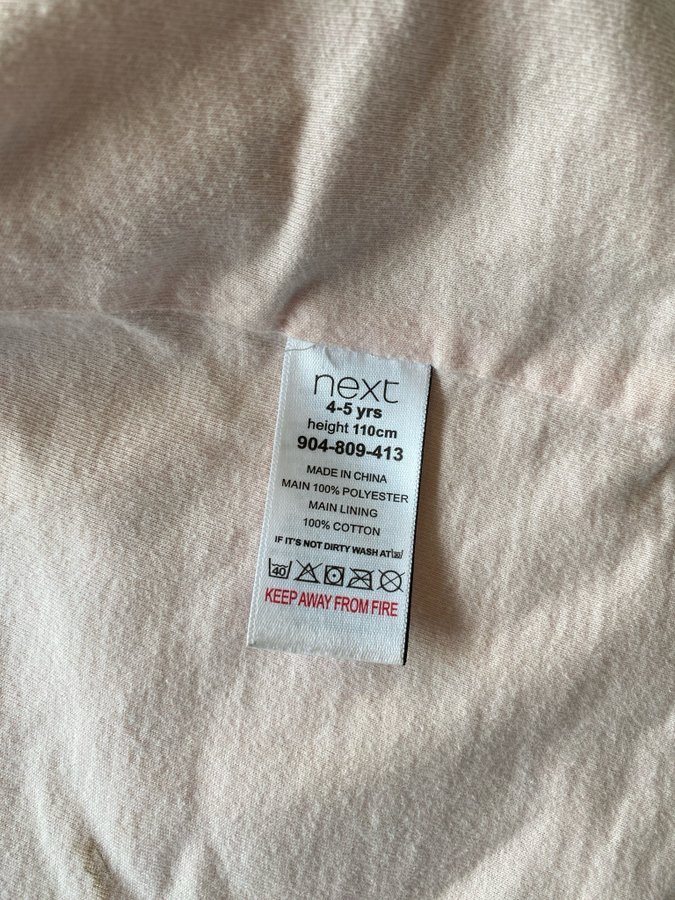 next
4-5 yrs
height 110cm
904-809-413
MADE IN CHINA
MAIN 100% POLYESTER
MAIN LINING
100% COTTON
IF IT'S NOT DIRTY WASH AT 30
40
KEEP AWAY FROM FIRE